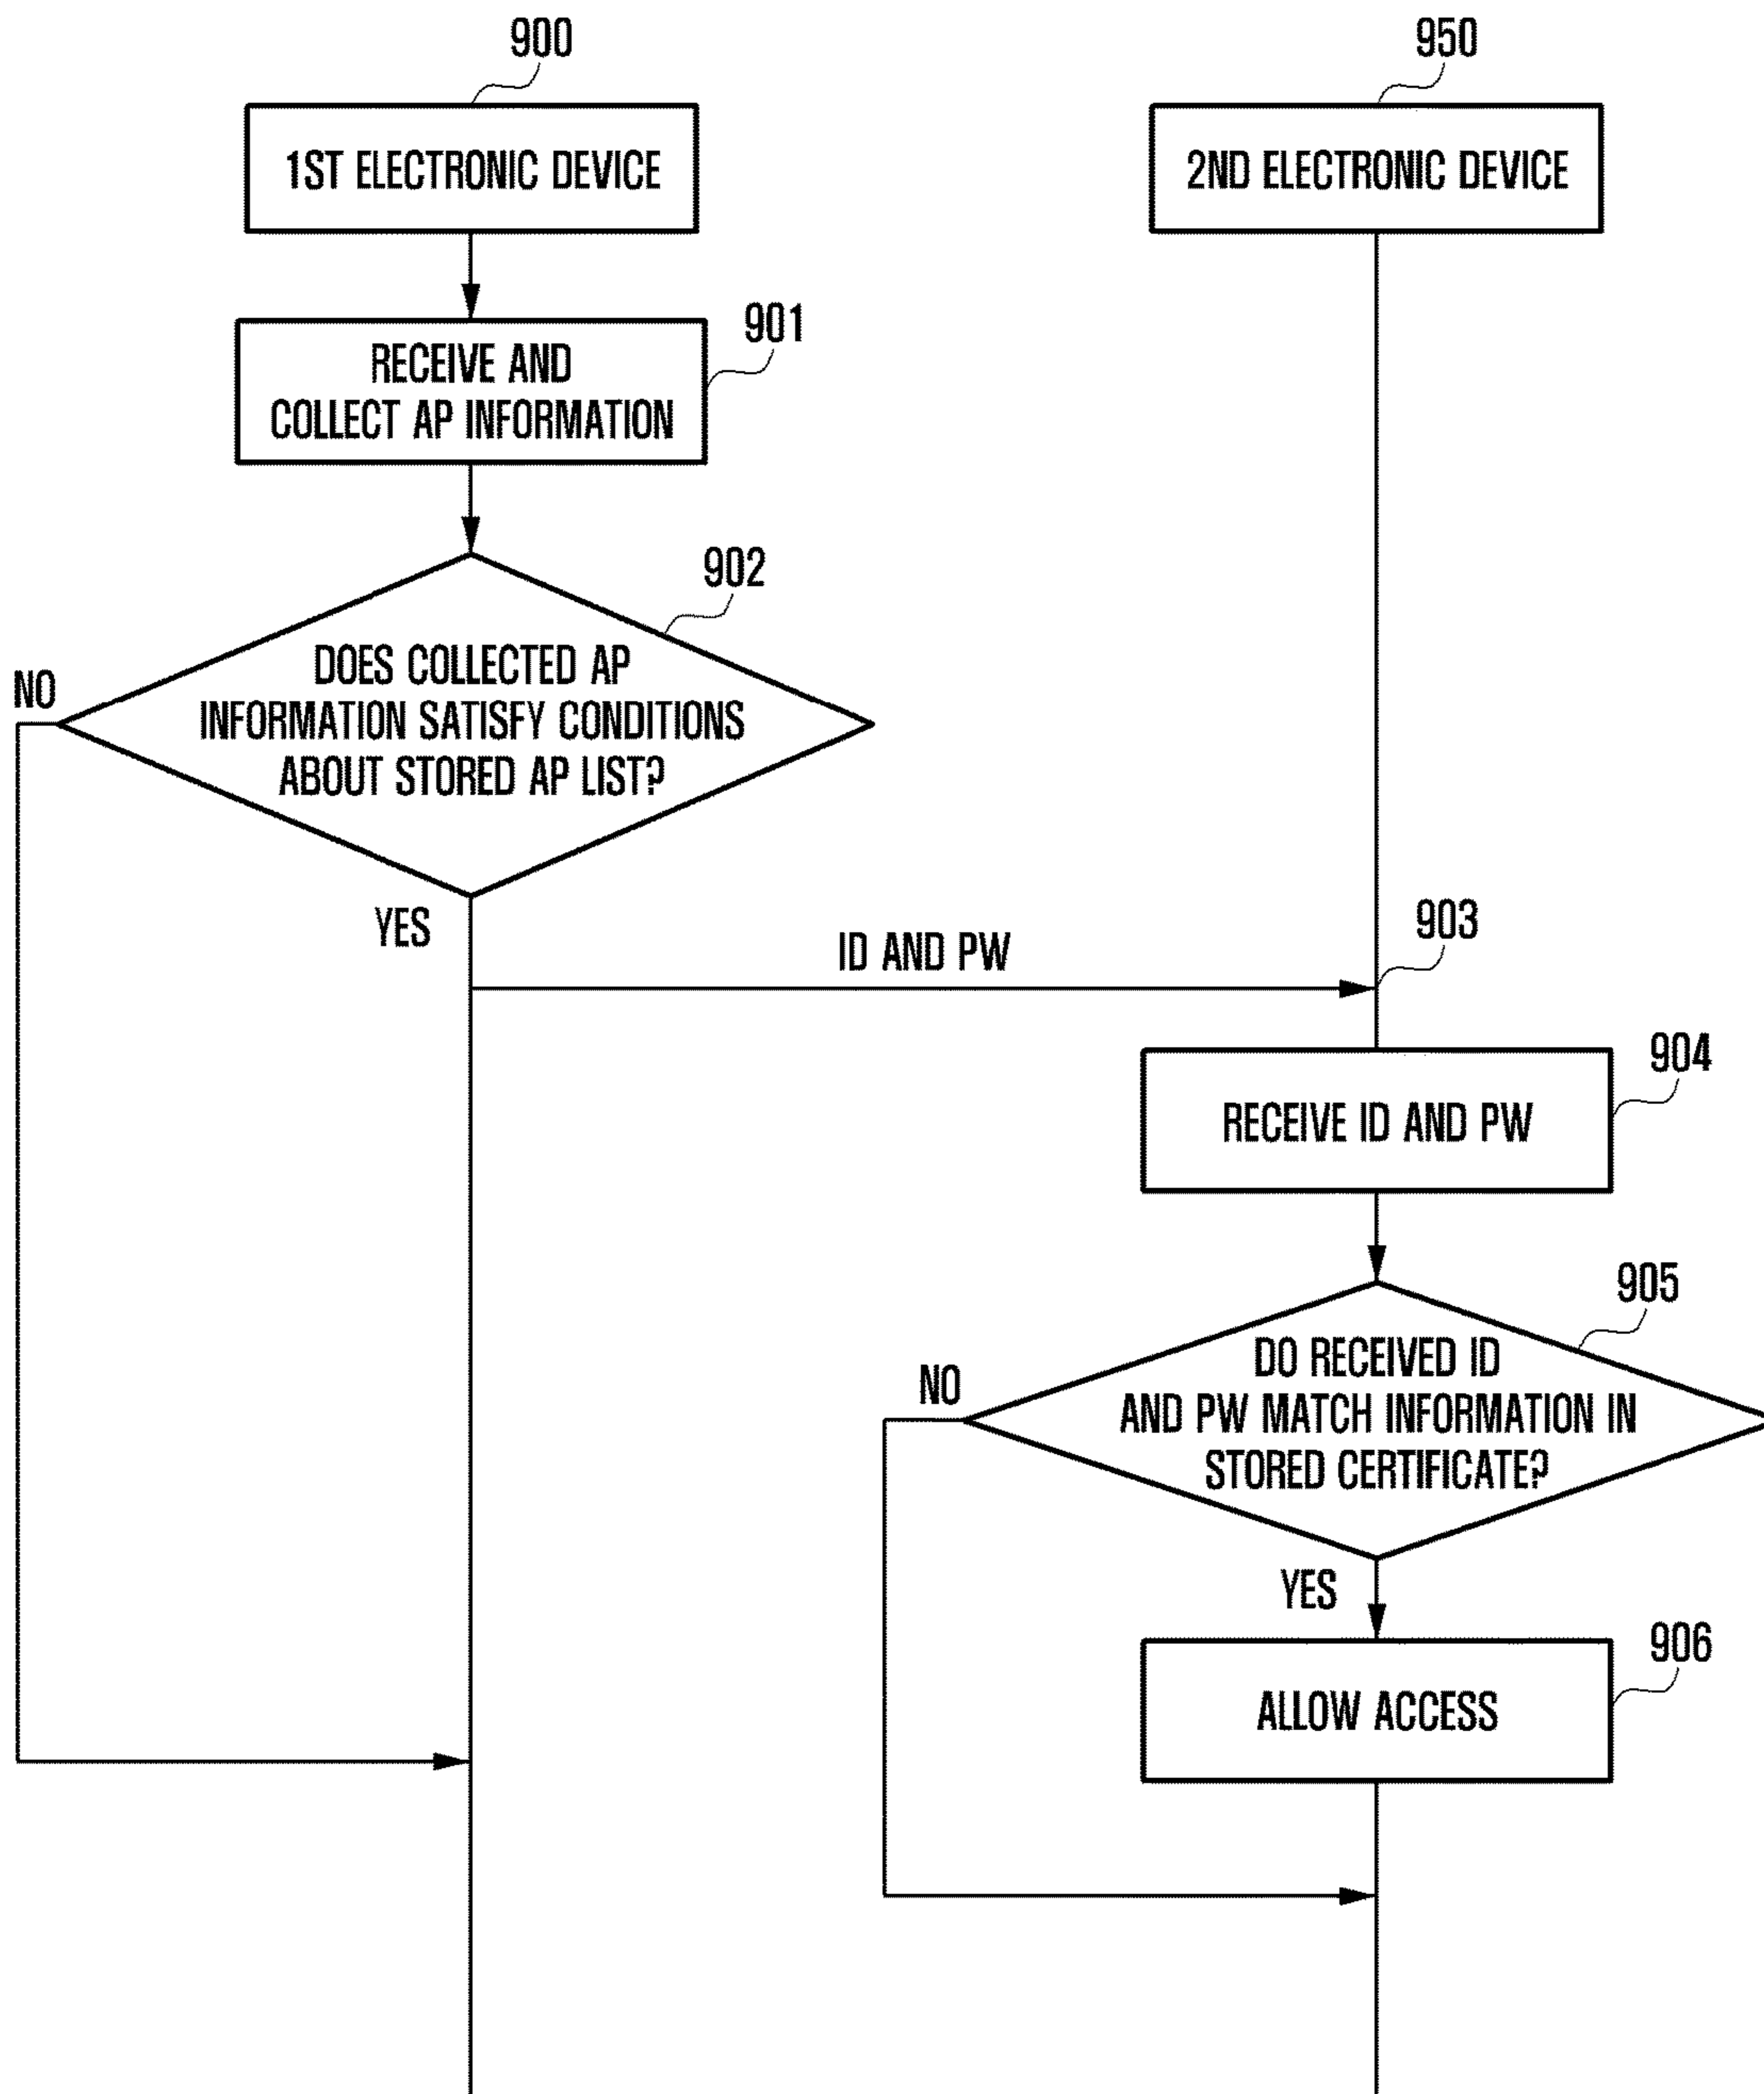 900
950
1ST ELECTRONIC DEVICE
2ND ELECTRONIC DEVICE
901
RECEIVE AND
COLLECT AP INFORMATION
902
DOES COLLECTED AP
INFORMATION SATISFY CONDITIONS
ABOUT STORED AP LIST?
NO
YES
ID AND PW
903
904
RECEIVE ID AND PW
905
DO RECEIVED ID
AND PW MATCH INFORMATION IN
STORED CERTIFICATE?
NO
YES
906
ALLOW ACCESS